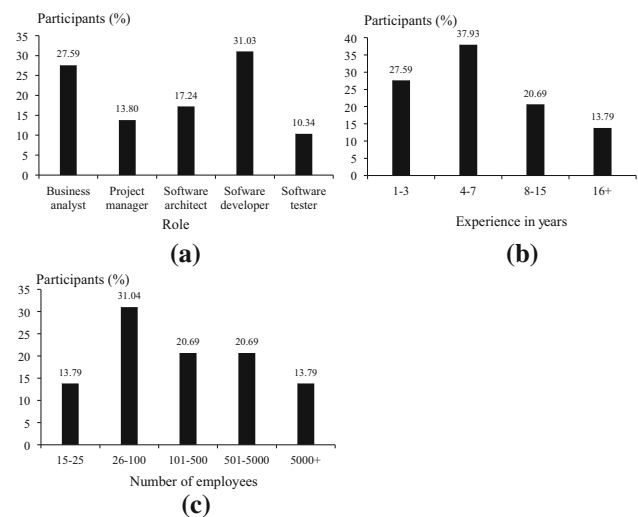 Participants (%)
35
30
25
20
15
10
5
0
27.59
13.80
17.24
31.03
10.34
Business analyst
Project manager
Software architect
Sofware developer
Software tester
Role
(a)
Participants (%)
40
35
30
25
20
15
10
5
0
27.59
37.93
20.69
13.79
1-3 4-7 8-15 16+
Experience in years
(b)
Participants (%)
35
30
25
20
15
10
5
0
13.79
31.04
20.69
20.69
13.79
15-25 26-100 101-500 501-5000 5000+
Number of employees
(c)